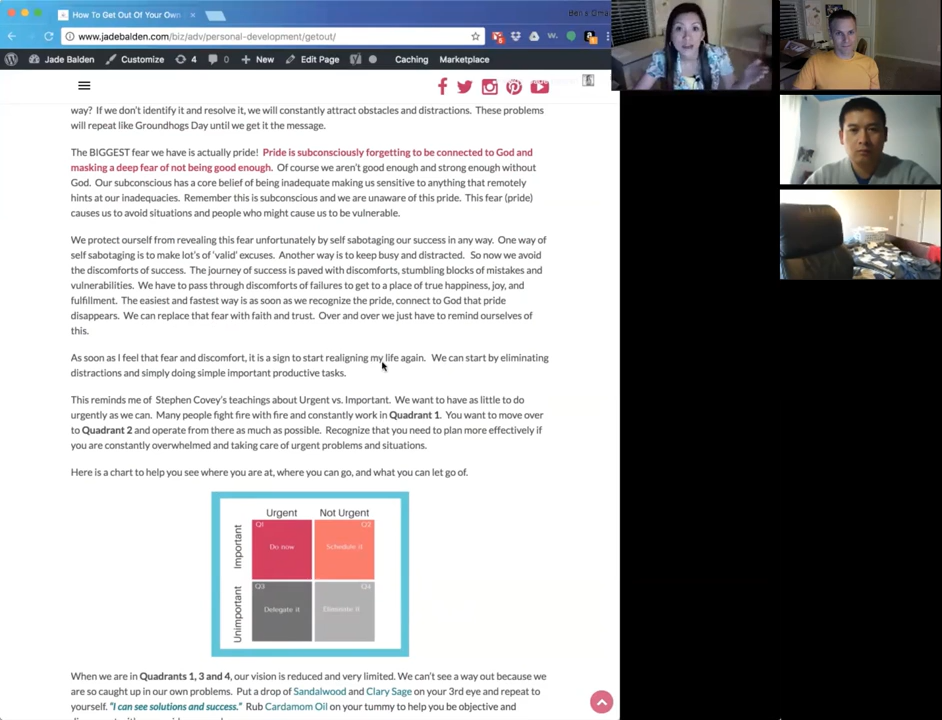 How To Get Out Of Your Own
www.jadebalden.com/biz/adv/personal-development/getout/
Jade Balden Customize 4 0 New Edit Page Caching Marketplace
way? If we don't identify it and resolve it, we will constantly attract obstacles and distractions. These problems
will repeat like Groundhogs Day until we get it the message.
The BIGGEST fear we have is actually pride! Pride is subconsciously forgetting to be connected to God and
masking a deep fear of not being good enough. Of course we aren't good enough and strong enough without
God. Our subconscious has a core belief of being inadequate making us sensitive to anything that remotely
hints at our inadequacies. Remember this is subconscious and we are unaware of this pride. This fear (pride)
causes us to avoid situations and people who might cause us to be vulnerable.
We protect ourself from revealing this fear unfortunately by self sabotaging our success in any way. One way of
self sabotaging is to make lot's of 'valid' excuses. Another way is to keep busy and distracted. So now we avoid
the discomforts of success. The journey of success is paved with discomforts, stumbling blocks of mistakes and
vulnerabilities. We have to pass through discomforts of failures to get to a place of true happiness, joy, and
fulfillment. The easiest and fastest way is as soon as we recognize the pride, connect to God that pride
disappears. We can replace that fear with faith and trust. Over and over we just have to remind ourselves of
this.
As soon as I feel that fear and discomfort, it is a sign to start realigning my life again. We can start by eliminating
distractions and simply doing simple important productive tasks.
This reminds me of Stephen Covey's teachings about Urgent vs. Important. We want to have as little to do
urgently as we can. Many people fight fire with fire and constantly work in Quadrant 1. You want to move over
to Quadrant 2 and operate from there as much as possible. Recognize that you need to plan more effectively if
you are constantly overwhelmed and taking care of urgent problems and situations.
Here is a chart to help you see where you are at, where you can go, and what you can let go of.
Urgent Not Urgent
Important
Q1 Q2
Do now Schedule it
Unimportant
Q3 Q4
Delegate it Eliminate it
When we are in Quadrants 1, 3 and 4, our vision is reduced and very limited. We can't see a way out because we
are so caught up in our own problems. Put a drop of Sandalwood and Clary Sage on your 3rd eye and repeat to
yourself. "I can see solutions and success." Rub Cardamom Oil on your tummy to help you be objective and